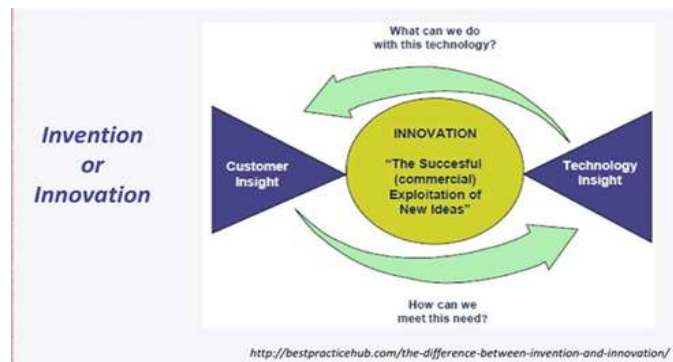 What can we do
with this technology?
Invention
or
Innovation
Customer
Insight
INNOVATION
"The Succesful
(commercial)
Exploitation of
New Ideas"
Technology
Insight
How can we
meet this need?
http://bestpracticehub.com/the-difference-between-invention-and-innovation/